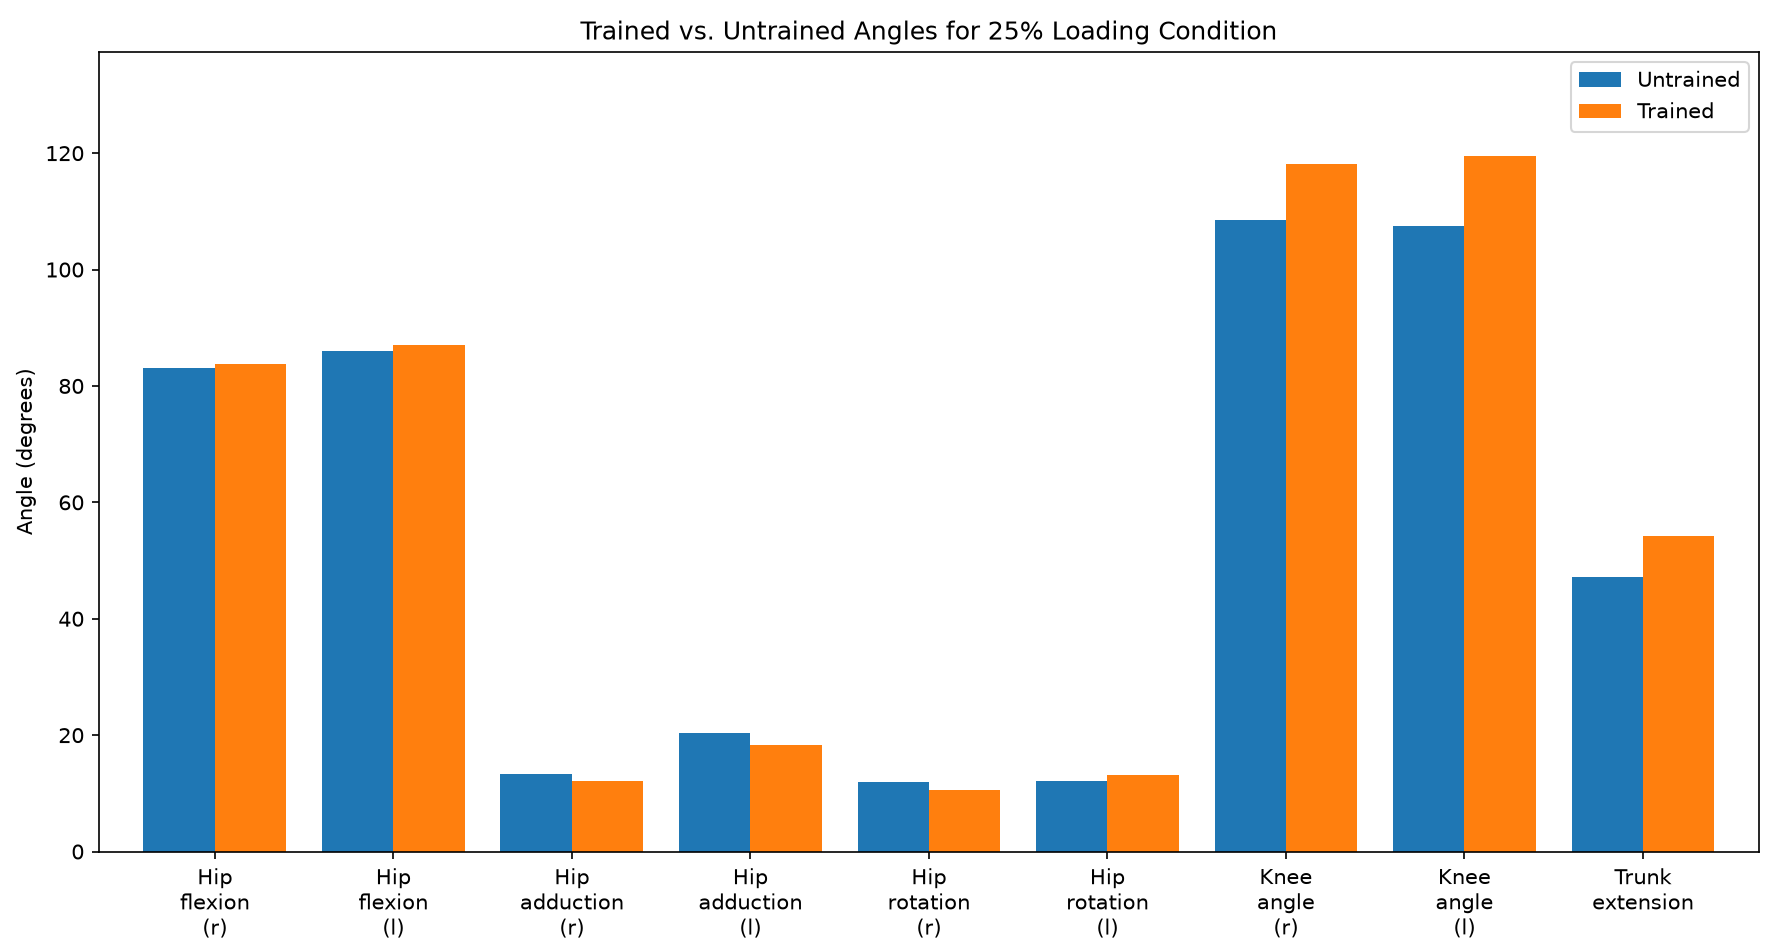 Trained vs. Untrained Angles for 25% Loading Condition
Untrained
Trained
Angle (degrees)
120
100
80
60
40
20
0
Hip
flexion
(r)
Hip
flexion
(l)
Hip
adduction
(r)
Hip
adduction
(l)
Hip
rotation
(r)
Hip
rotation
(l)
Knee
angle
(r)
Knee
angle
(l)
Trunk
extension